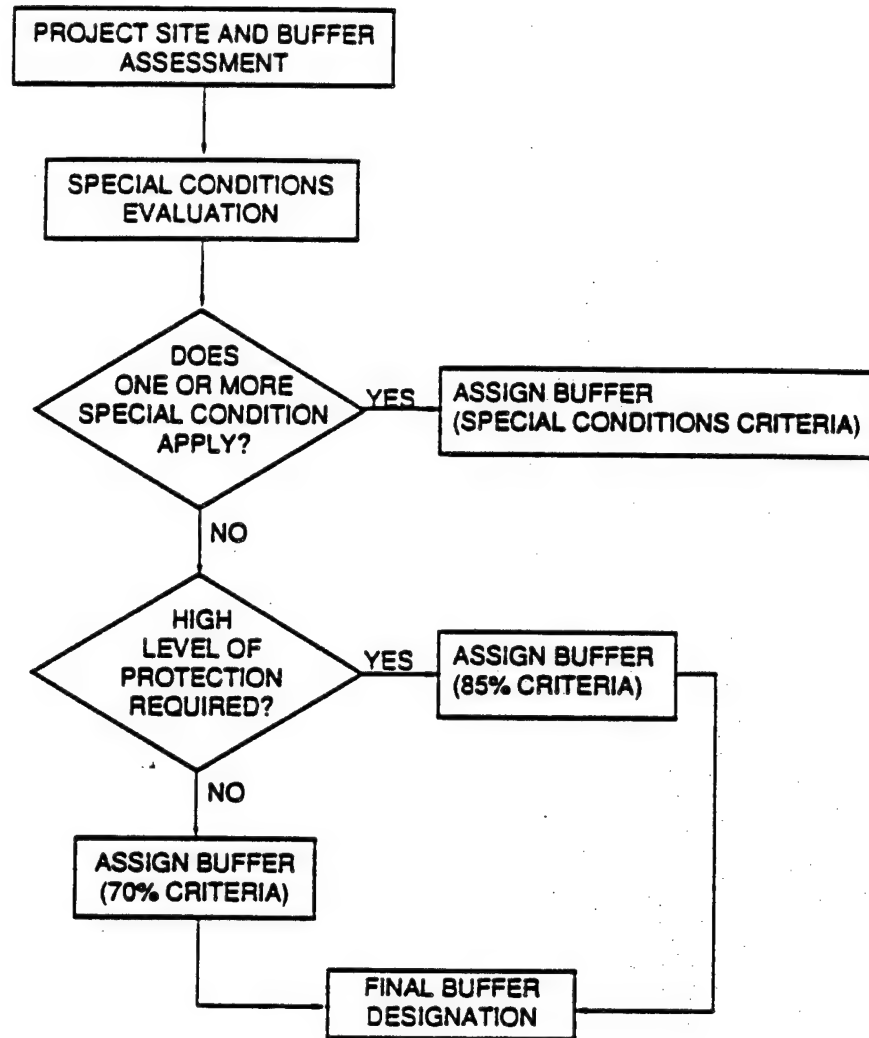 PROJECT SITE AND BUFFER
ASSESSMENT
SPECIAL CONDITIONS
EVALUATION
DOES
ONE OR MORE
SPECIAL CONDITION
APPLY?
YES
ASSIGN BUFFER
(SPECIAL CONDITIONS CRITERIA)
NO
HIGH
LEVEL OF
PROTECTION
REQUIRED?
YES
ASSIGN BUFFER
(85% CRITERIA)
NO
ASSIGN BUFFER
(70% CRITERIA)
FINAL BUFFER
DESIGNATION